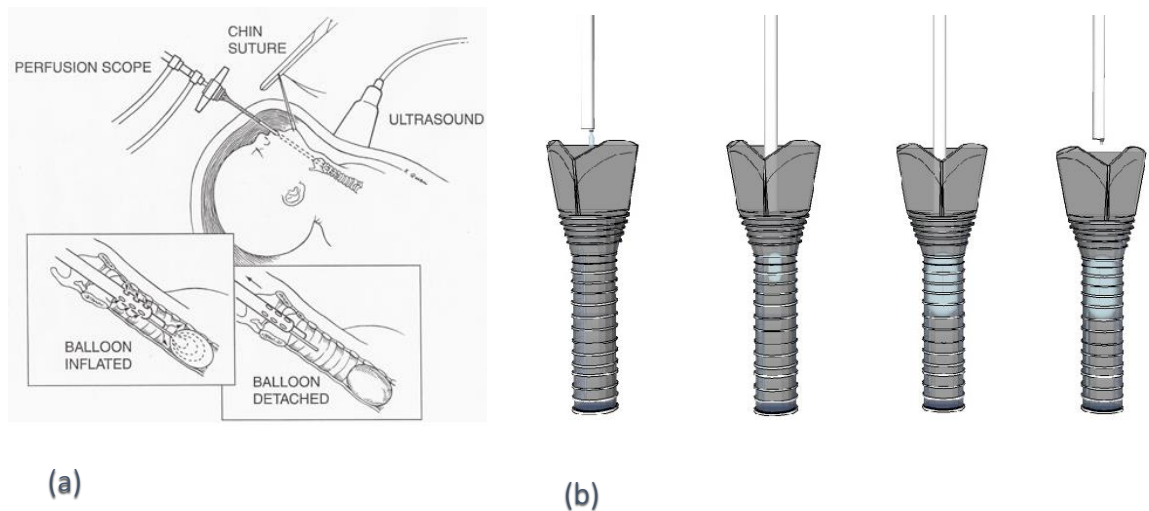 CHIN
SUTURE
PERFUSION SCOPE
ULTRASOUND
BALLOON
INFLATED
BALLOON
DETACHED
(a)
(b)